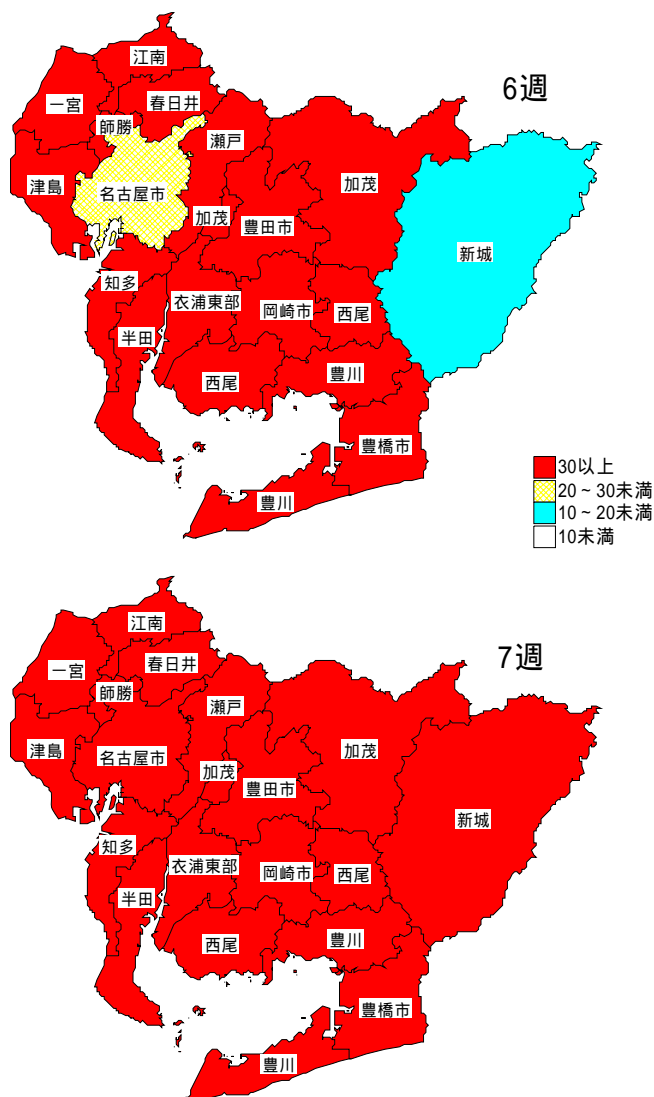 江南
6週
春日井
一宮
師勝
瀬戸
加茂
津島
名古屋市
加茂
豊田市
新城
知多
衣浦東部
岡崎市
西尾
半田
西尾
豊川
豊橋市
30以上
20~30未満
豊川
10~20未満
10未満
江南
7週
春日井
一宮
師勝
瀬戸
津島
名古屋市
加茂
加茂
豊田市
新城
知多
衣浦東部
岡崎市
西尾
半田
西尾
豊川
豊橋市
豊川